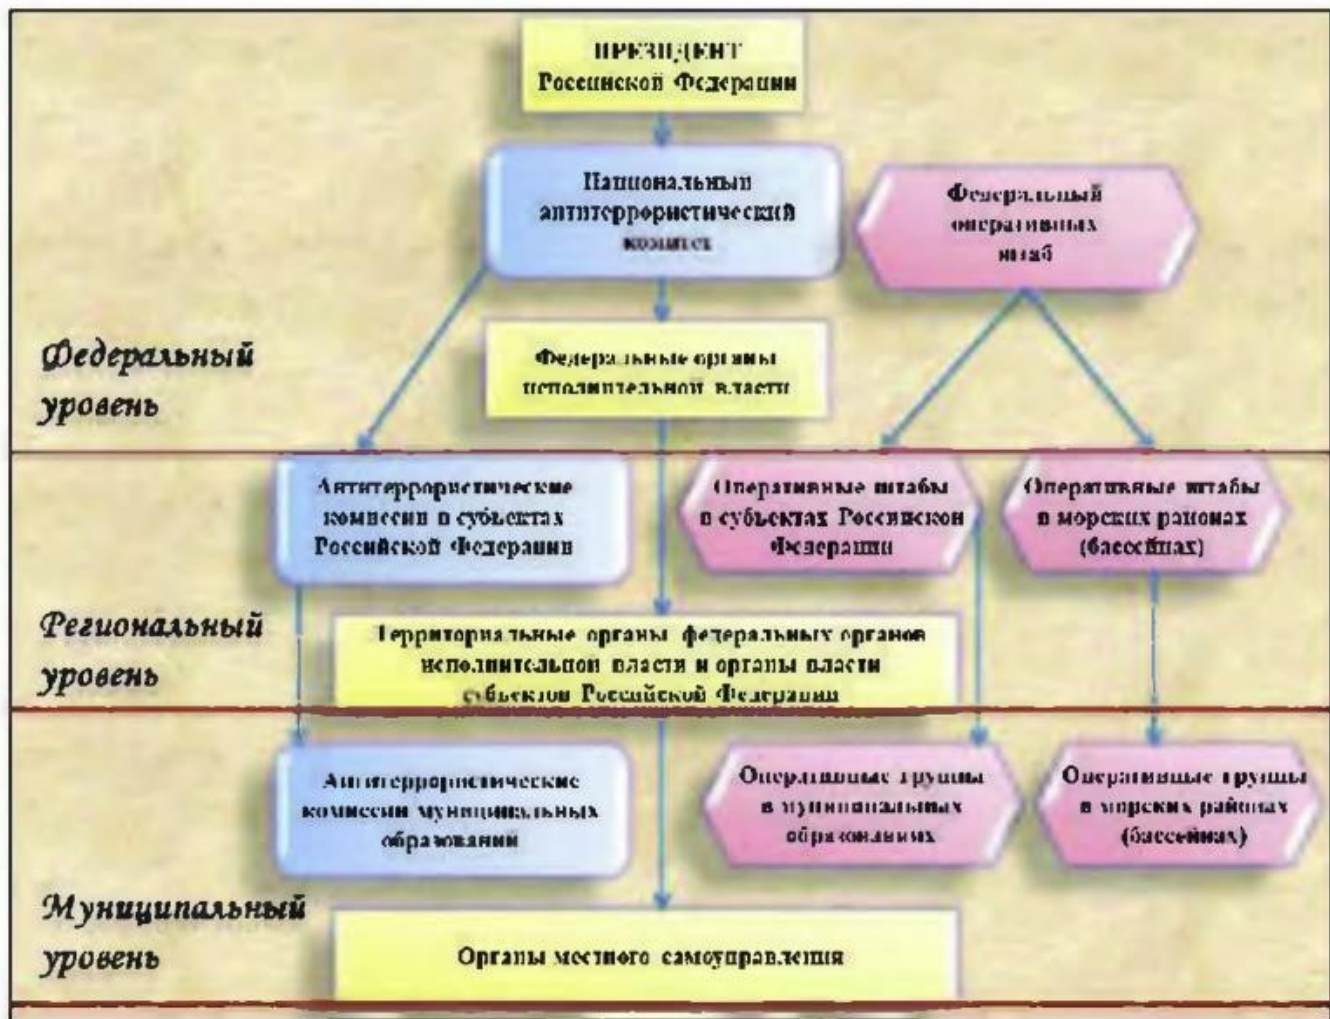 ПРЕЗИДЕНТ
Российской Федерации
Национальный
антитеррористический
комитет
Федеральный
оперативных
штаб
Федеральный
уровень
Федеральные органы
исполнительной власти
Антитеррористические
комиссии в субъектах
Российской Федерации
Оперативные штабы
в субъектах Российской
Федерации
Оперативные штабы
в морских районах
(бассейнах)
Региональный
уровень
Территориальные органы федеральных органов
исполнительной власти и органы власти
субъектов Российской Федерации
Антитеррористические
комиссии муниципальных
образований
Оперативные группы
в муниципальных
образованиях
Оперативные группы
в морских районах
(бассейнах)
Муниципальный
уровень
Органы местного самоуправления